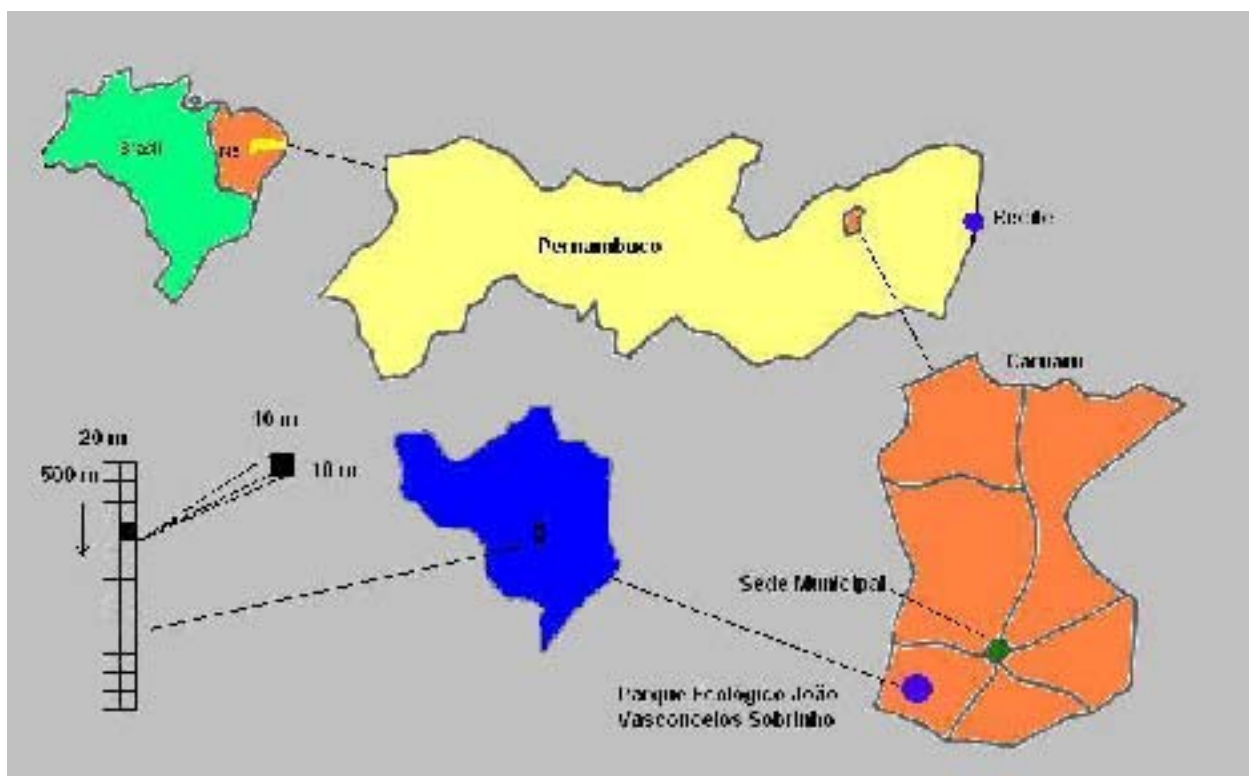 Brasil
NE
Pernambuco
Recife
Caruaru
10 m
20 m
500 m
10 m
Sede Municipal
Parque Ecológico João
Vasconcelos Sobrinho